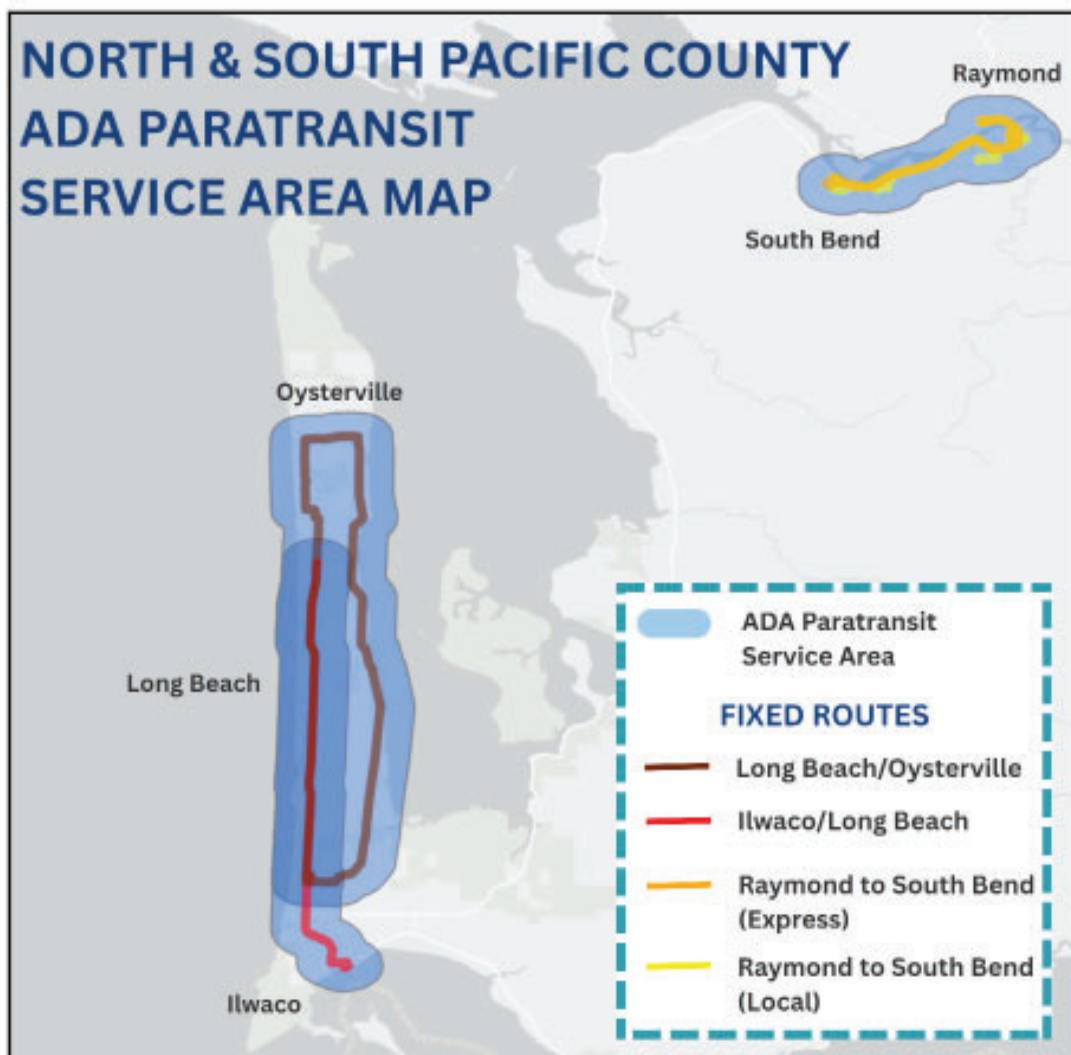 NORTH & SOUTH PACIFIC COUNTY
ADA PARATRANSIT
SERVICE AREA MAP
Raymond
South Bend
Oysterville
Long Beach
Ilwaco
ADA Paratransit
Service Area
FIXED ROUTES
Long Beach/Oysterville
Ilwaco/Long Beach
Raymond to South Bend
(Express)
Raymond to South Bend
(Local)